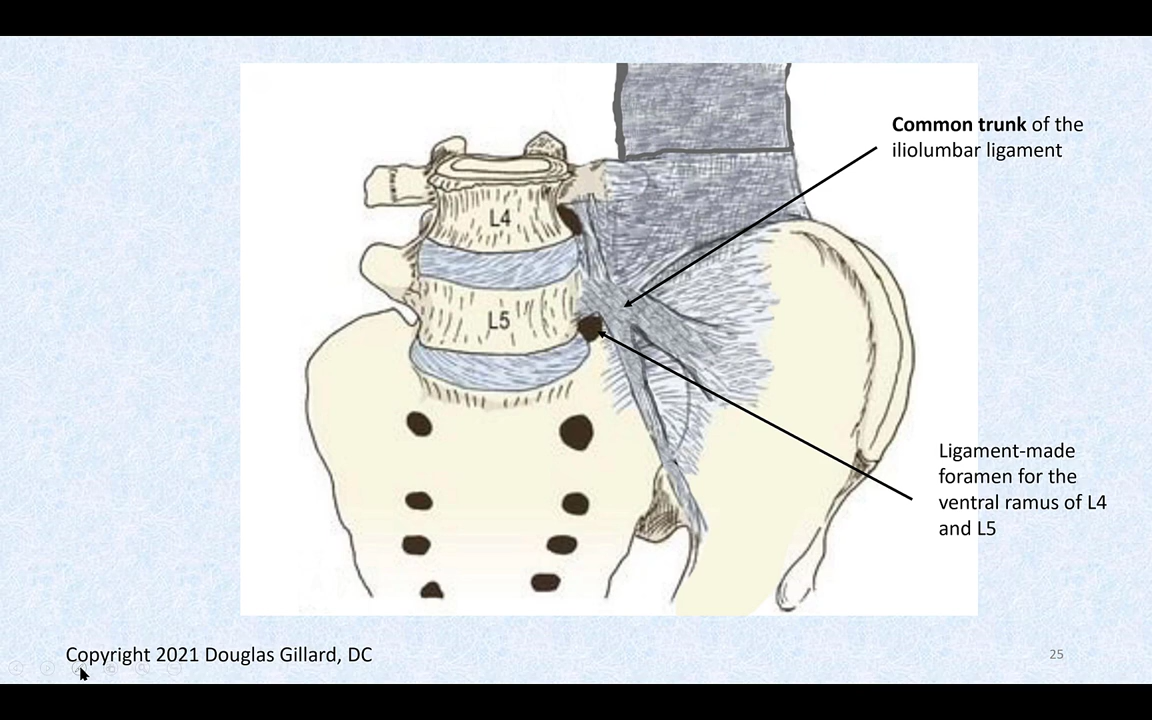 Common trunk of the
iliolumbar ligament
L4
L5
Ligament-made
foramen for the
ventral ramus of L4
and L5
Copyright 2021 Douglas Gillard, DC
25